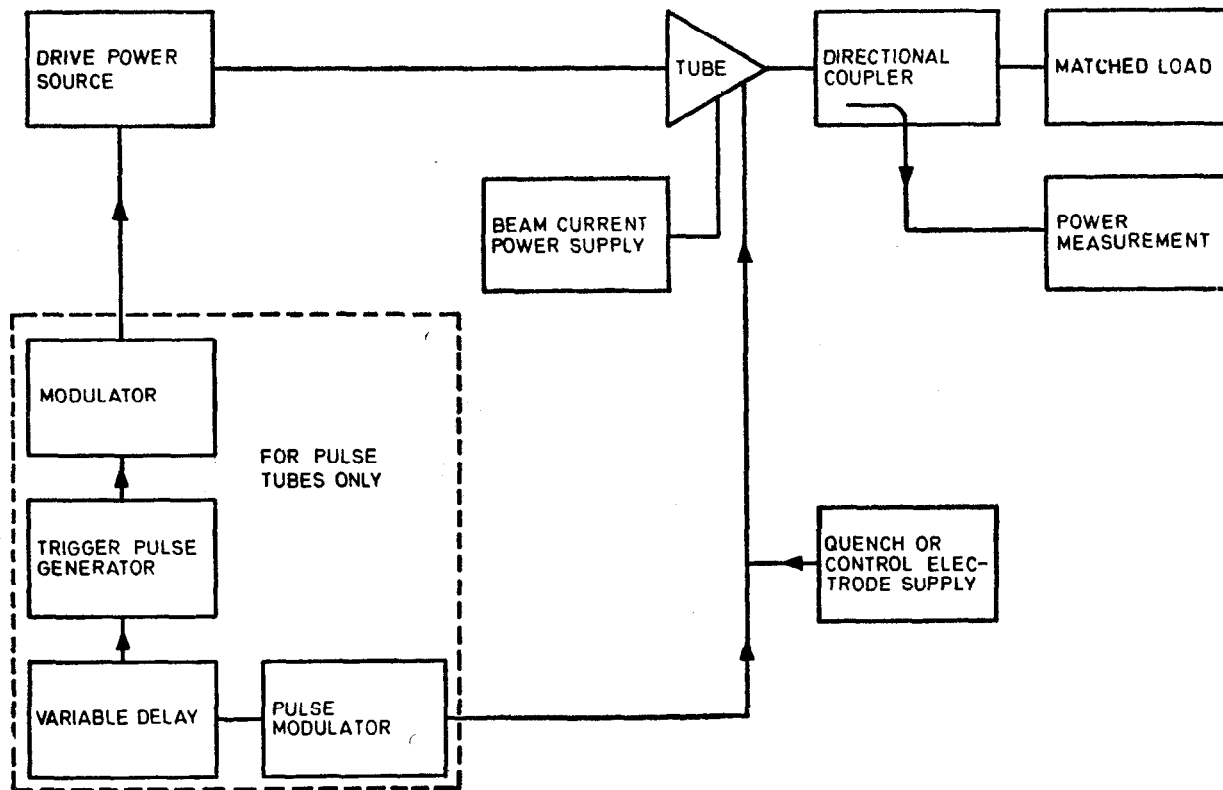 DRIVE POWER
SOURCE
TUBE
DIRECTIONAL
COUPLER
MATCHED LOAD
BEAM CURRENT
POWER SUPPLY
POWER
MEASUREMENT
MODULATOR
FOR PULSE
TUBES ONLY
TRIGGER PULSE
GENERATOR
QUENCH OR
CONTROL ELEC-
TRODE SUPPLY
VARIABLE DELAY
PULSE
MODULATOR